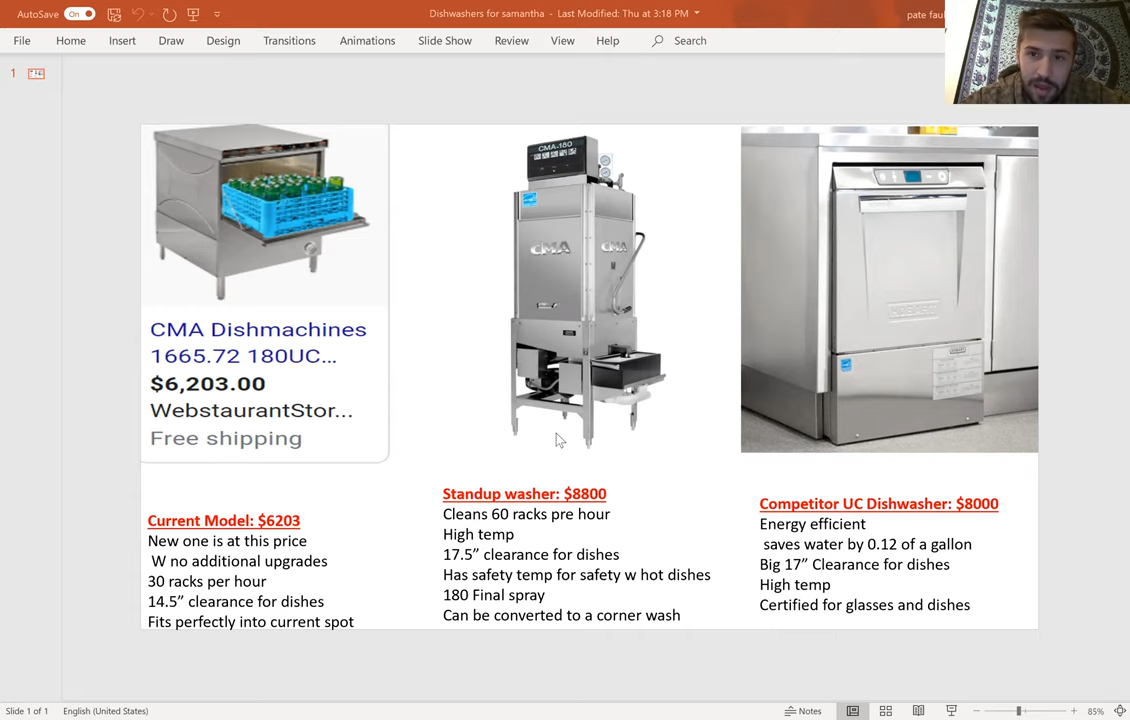 AutoSave On Dishwashers for samantha - Last Modified: Thu at 3:18 PM pate faul
File Home Insert Draw Design Transitions Animations Slide Show Review View Help Search
1
CMA-180
CMA CMA
HOBART
CMA Dishmachines
1665.72 180UC...
$6,203.00
WebstaurantStor...
Free shipping
Current Model: $6203
New one is at this price
W no additional upgrades
30 racks per hour
14.5” clearance for dishes
Fits perfectly into current spot
Standup washer: $8800
Cleans 60 racks pre hour
High temp
17.5” clearance for dishes
Has safety temp for safety w hot dishes
180 Final spray
Can be converted to a corner wash
Competitor UC Dishwasher: $8000
Energy efficient
saves water by 0.12 of a gallon
Big 17” Clearance for dishes
High temp
Certified for glasses and dishes
Slide 1 of 1 English (United States) Notes 85%